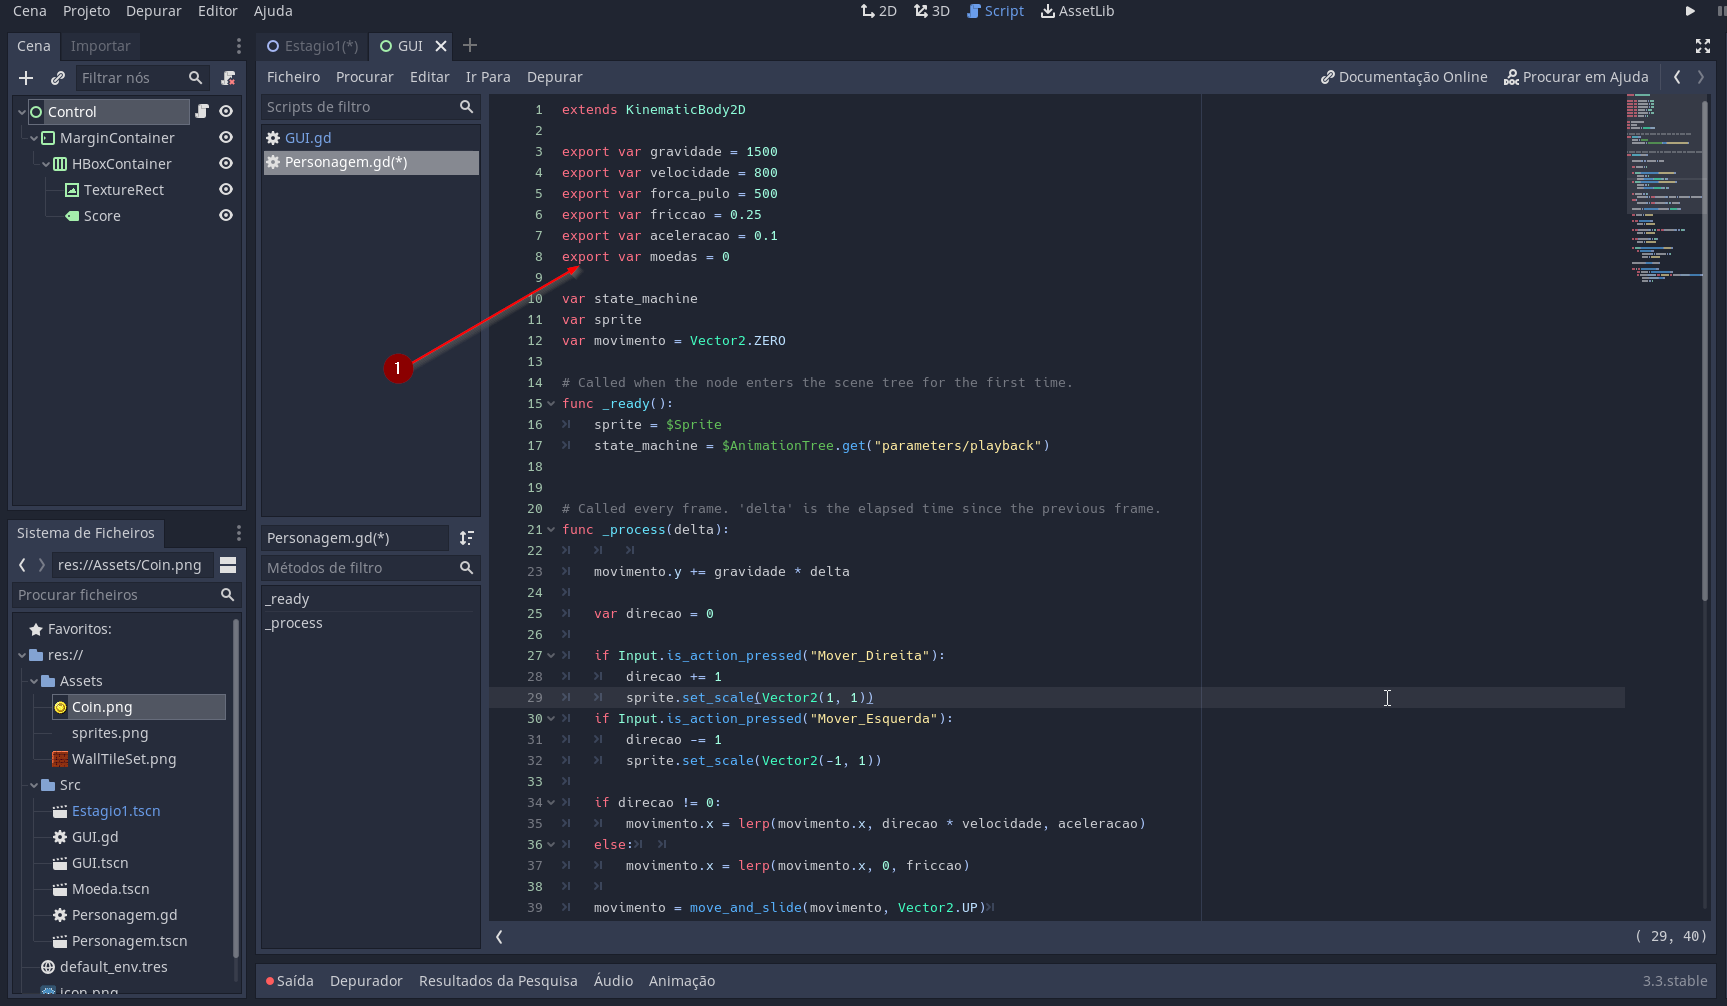 Cena Projeto Depurar Editor Ajuda 2D 3D Script AssetLib
Cena Importar
Filtrar nós
Control
MarginContainer
HBoxContainer
TextureRect
Score
Sistema de Ficheiros
res://Assets/Coin.png
Procurar ficheiros
Favoritos:
res://
Assets
Coin.png
sprites.png
WallTileSet.png
Src
Estagio1.tscn
GUI.gd
GUI.tscn
Moeda.tscn
Personagem.gd
Personagem.tscn
default_env.tres
icon.png
Estagio1(*) GUI
Ficheiro Procurar Editar Ir Para Depurar Documentação Online Procurar em Ajuda
Scripts de filtro
GUI.gd
Personagem.gd(*)
1
Personagem.gd(*)
Métodos de filtro
_ready
_process
1 extends KinematicBody2D
2
3 export var gravidade = 1500
4 export var velocidade = 800
5 export var forca_pulo = 500
6 export var friccao = 0.25
7 export var aceleracao = 0.1
8 export var moedas = 0
9
10 var state_machine
11 var sprite
12 var movimento = Vector2.ZERO
13
14 # Called when the node enters the scene tree for the first time.
15 func _ready():
16 sprite = $Sprite
17 state_machine = $AnimationTree.get("parameters/playback")
18
19
20 # Called every frame. 'delta' is the elapsed time since the previous frame.
21 func _process(delta):
22
23 movimento.y += gravidade * delta
24
25 var direcao = 0
26
27 if Input.is_action_pressed("Mover_Direita"):
28 direcao += 1
29 sprite.set_scale(Vector2(1, 1))
30 if Input.is_action_pressed("Mover_Esquerda"):
31 direcao -= 1
32 sprite.set_scale(Vector2(-1, 1))
33
34 if direcao != 0:
35 movimento.x = lerp(movimento.x, direcao * velocidade, aceleracao)
36 else:
37 movimento.x = lerp(movimento.x, 0, friccao)
38
39 movimento = move_and_slide(movimento, Vector2.UP)
( 29, 40)
Saída Depurador Resultados da Pesquisa Áudio Animação 3.3.stable